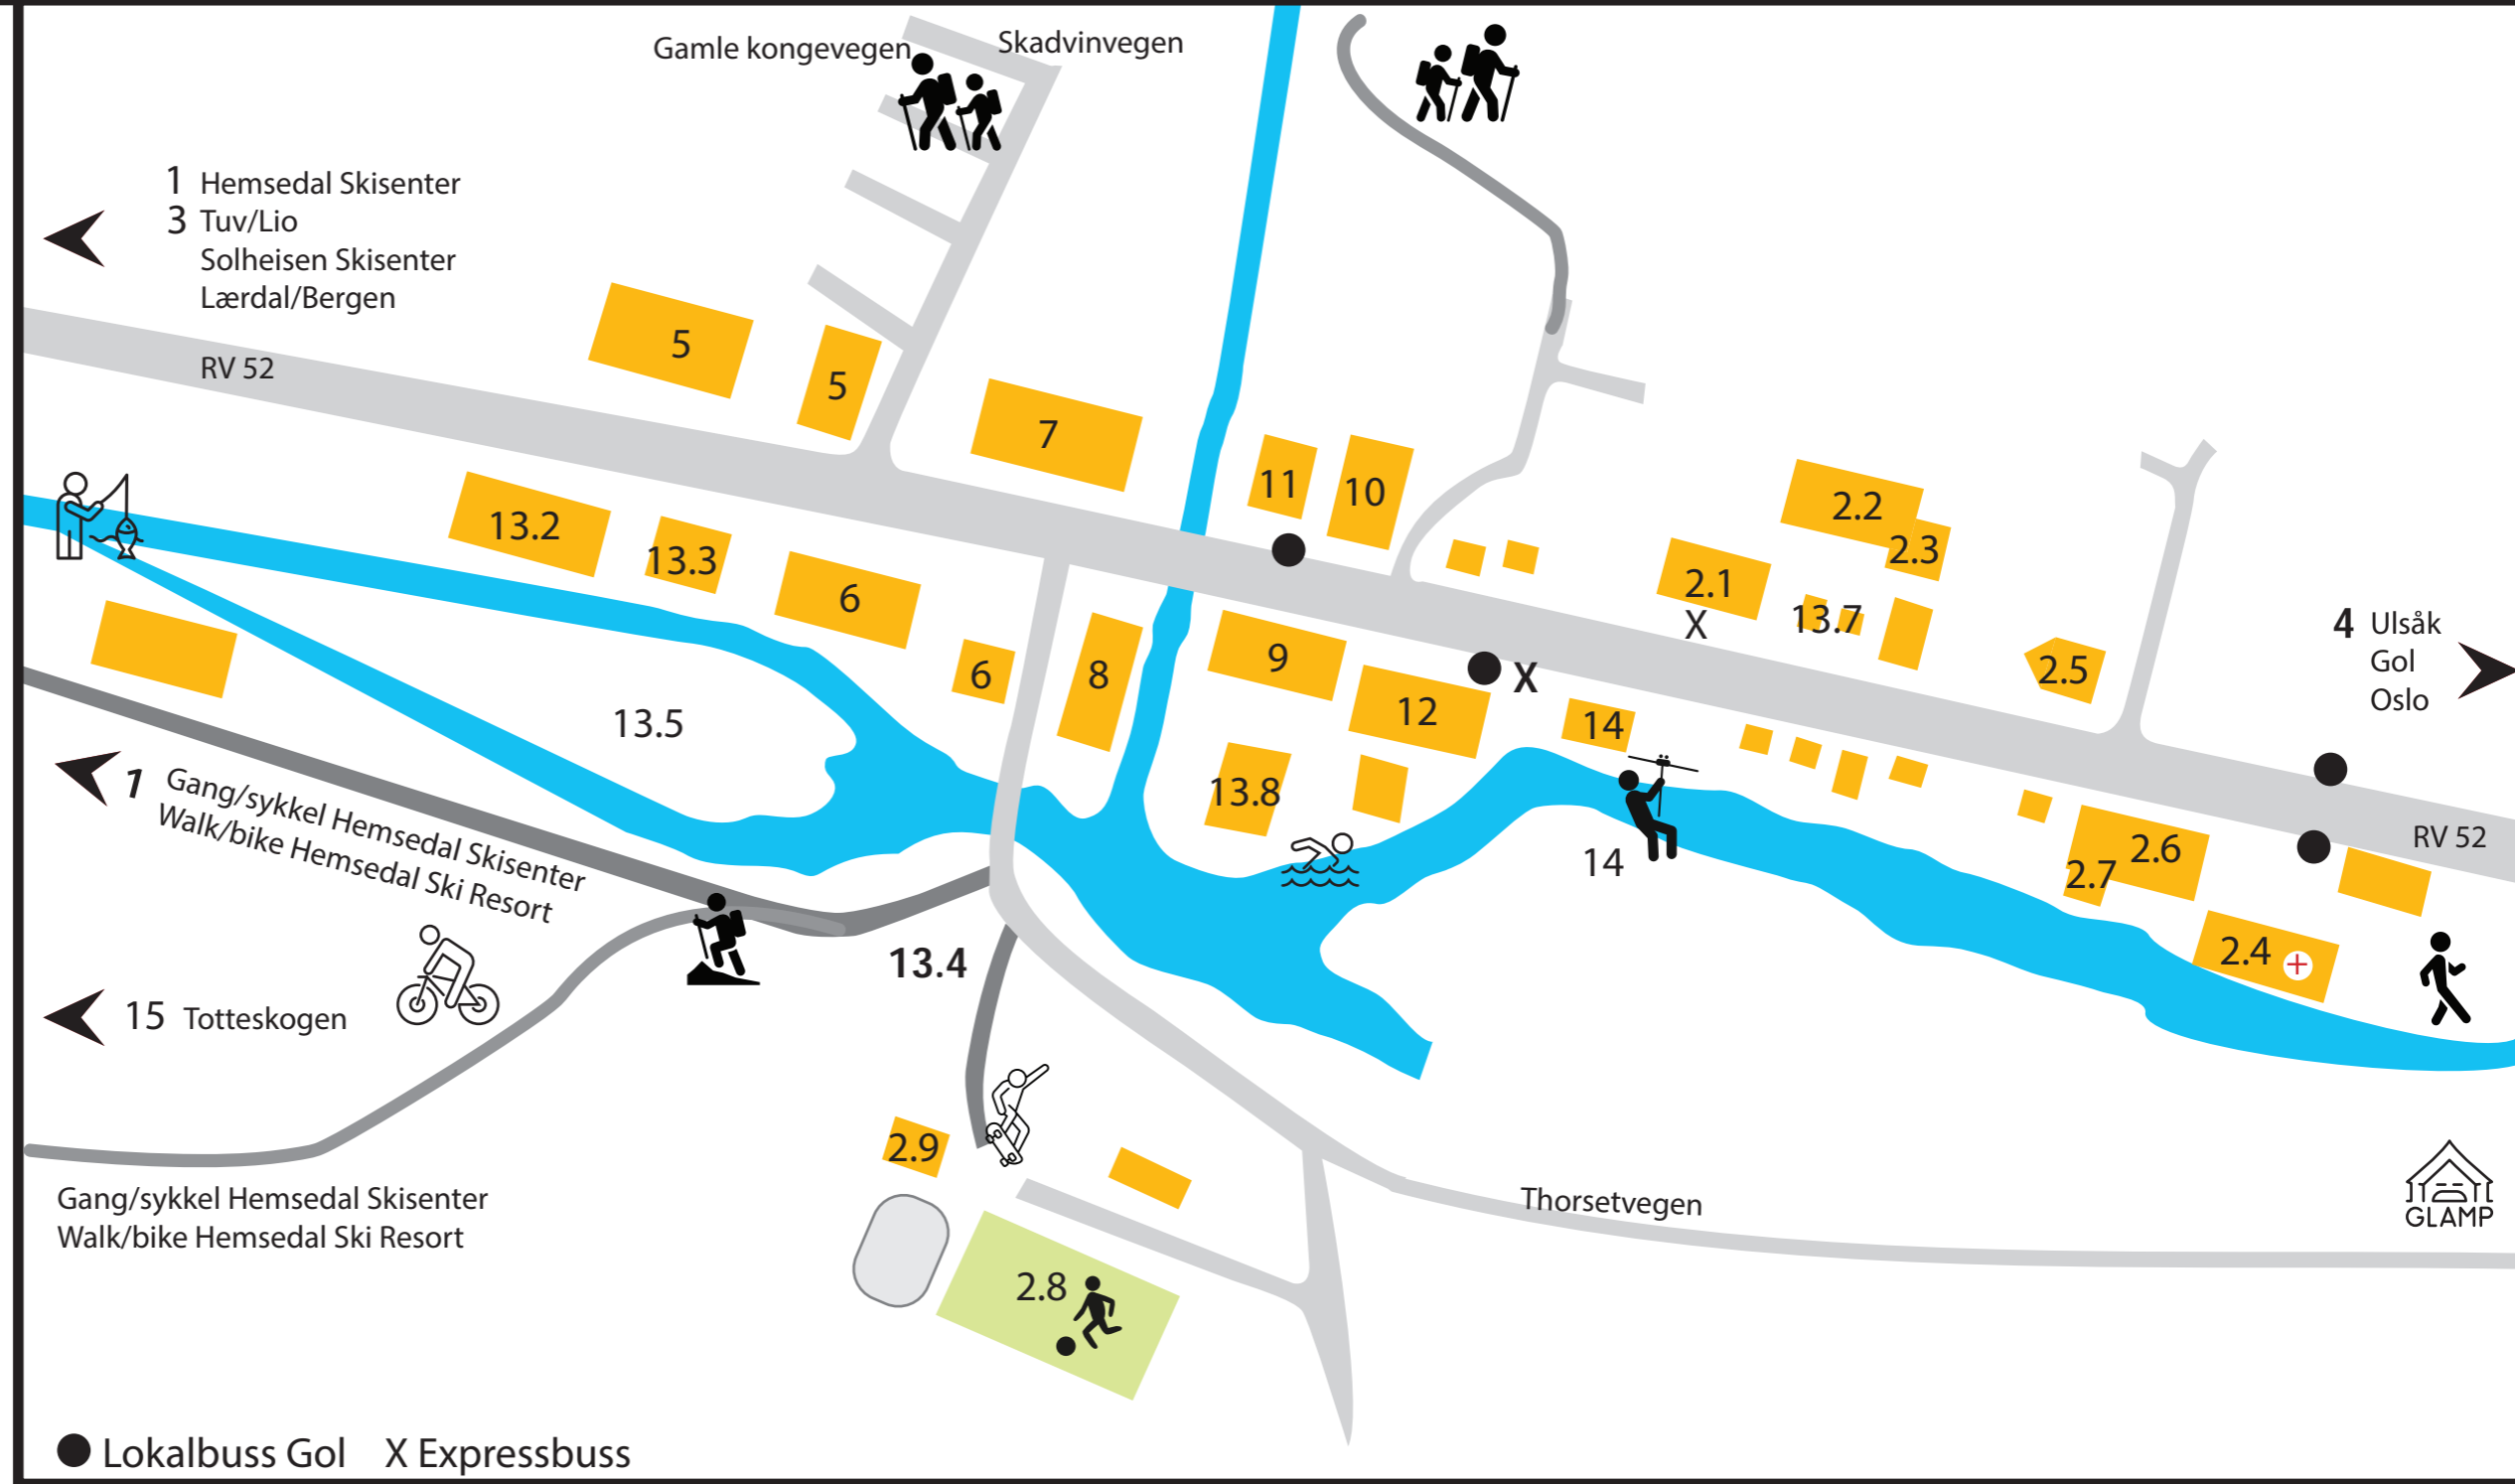 Gamle kongevegen
Skadvinvegen
1 Hemsedal Skisenter
3 Tuv/Lio
Solheisen Skisenter
Lærdal/Bergen
RV 52
5
5
7
11
10
2.2
2.3
13.2
13.3
6
6
8
9
12
2.1
X
13.7
2.5
4 Ulsåk
Gol
Oslo
X
14
13.5
13.8
14
RV 52
2.6
2.7
2.4
1 Gang/sykkel Hemsedal Skisenter
Walk/bike Hemsedal Ski Resort
13.4
15 Totteskogen
2.9
Gang/sykkel Hemsedal Skisenter
Walk/bike Hemsedal Ski Resort
Thorsetvegen
GLAMP
2.8
Lokalbuss Gol X Expressbuss